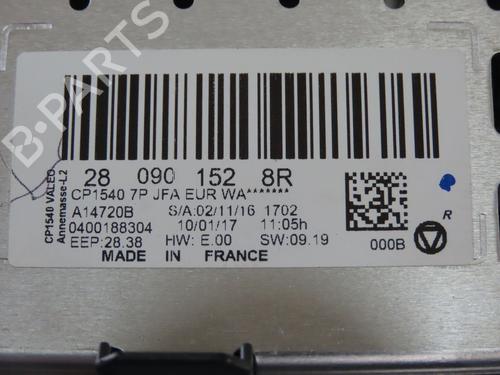 B-PARTS
CP1540 VALEO
Annemasse-L2
28 090 152 8R
CP1540 7P JFA EUR WA*******
A14720B S/A:02/11/16 1702
0400188304 10/01/17 11:05h
EEP:28.38 HW: E.00 SW:09.19
MADE IN FRANCE
000B
R